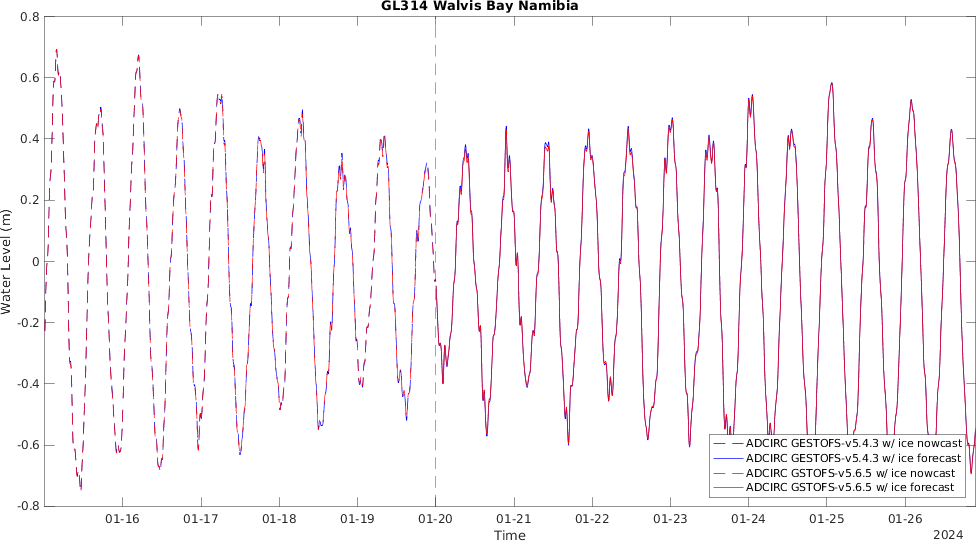 GL314 Walvis Bay Namibia
0.8
0.6
0.4
0.2
0
-0.2
-0.4
-0.6
-0.8
Water Level (m)
01-16 01-17 01-18 01-19 01-20 01-21 01-22 01-23 01-24 01-25 01-26
Time
2024
ADCIRC GESTOFS-v5.4.3 w/ ice nowcast
ADCIRC GESTOFS-v5.4.3 w/ ice forecast
ADCIRC GSTOFS-v5.6.5 w/ ice nowcast
ADCIRC GSTOFS-v5.6.5 w/ ice forecast